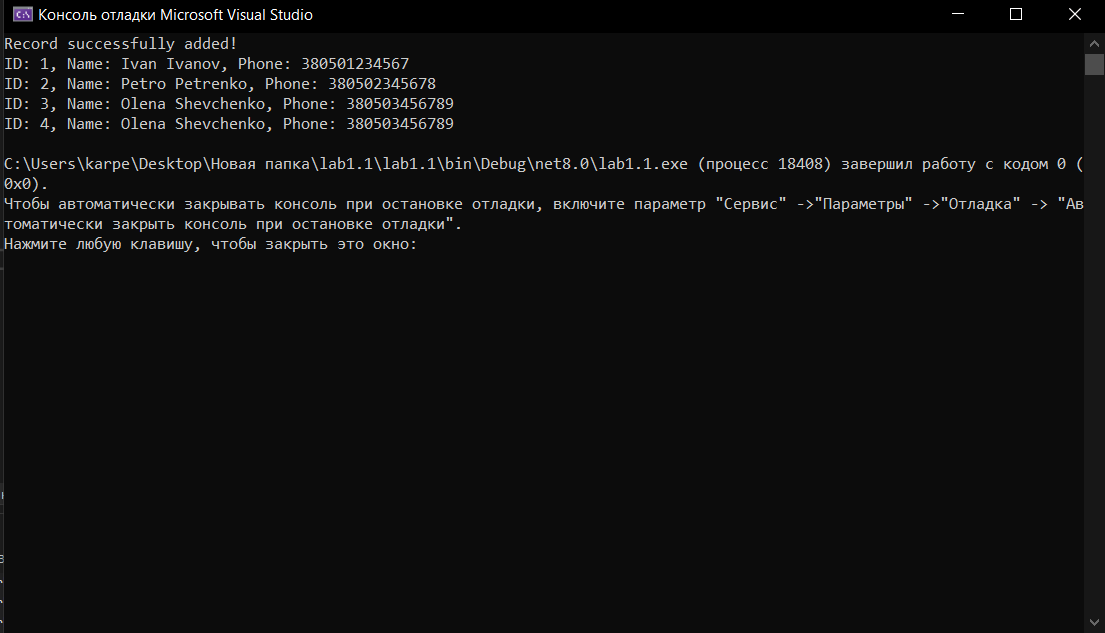 Консоль отладки Microsoft Visual Studio
Record successfully added!
ID: 1, Name: Ivan Ivanov, Phone: 380501234567
ID: 2, Name: Petro Petrenko, Phone: 380502345678
ID: 3, Name: Olena Shevchenko, Phone: 380503456789
ID: 4, Name: Olena Shevchenko, Phone: 380503456789
C:\Users\karpe\Desktop\Новая папка\lab1.1\lab1.1\bin\Debug\net8.0\lab1.1.exe (процесс 18408) завершил работу с кодом 0 (
0x0).
Чтобы автоматически закрывать консоль при остановке отладки, включите параметр "Сервис" ->"Параметры" ->"Отладка" -> "Ав
томатически закрыть консоль при остановке отладки".
Нажмите любую клавишу, чтобы закрыть это окно: